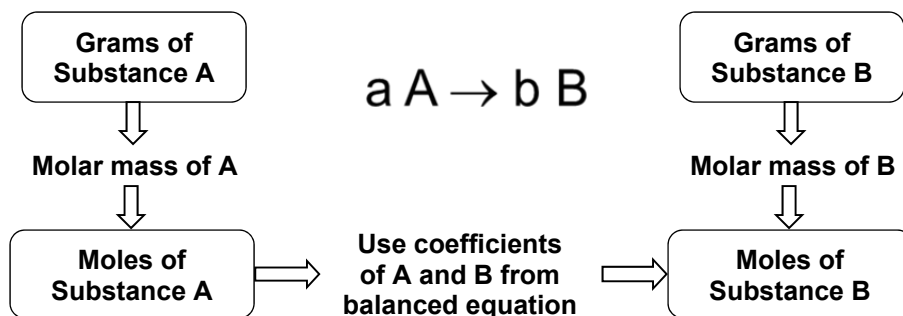 Grams of
Substance A
a A → b B
Grams of
Substance B
Molar mass of A
Molar mass of B
Moles of
Substance A
Use coefficients
of A and B from
balanced equation
Moles of
Substance B